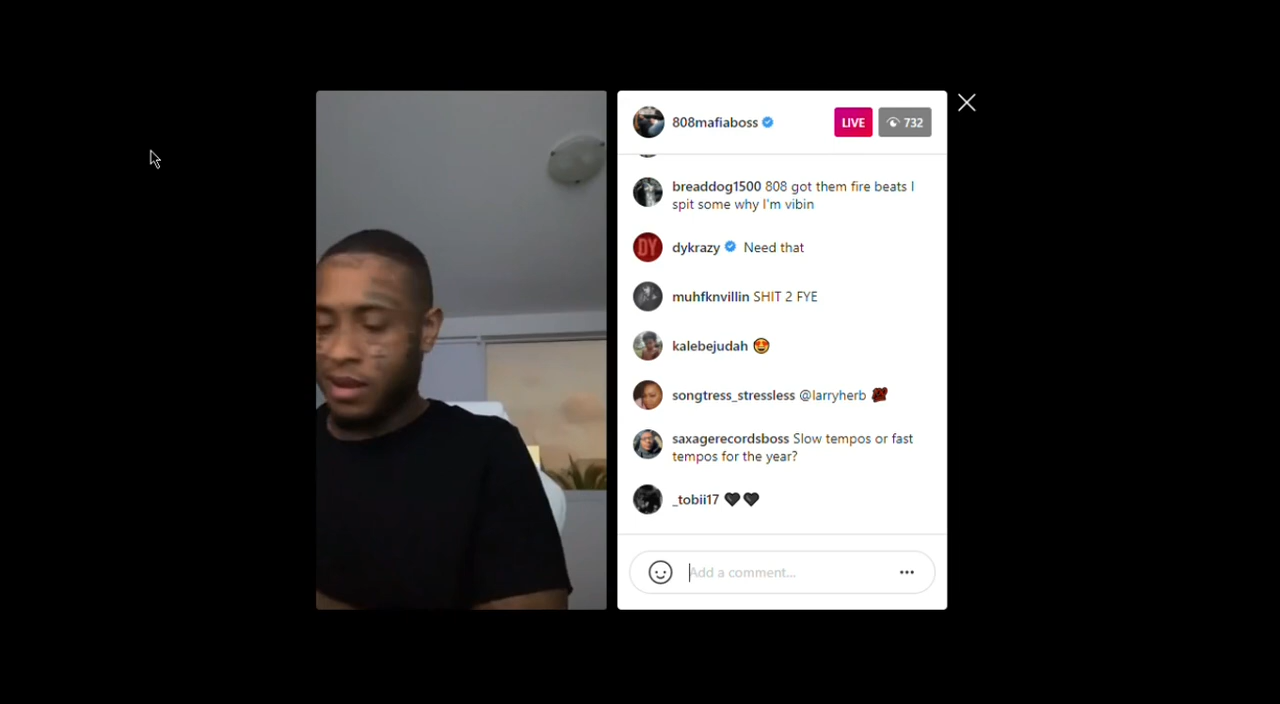 808mafiaboss
LIVE
732
breaddog1500 808 got them fire beats I
spit some why I'm vibin
DY
dykrazy Need that
muhfknvillin SHIT 2 FYE
kalebejudah
songtress_stressless @larryherb
saxagerecordsboss Slow tempos or fast
tempos for the year?
_tobii17
Add a comment...